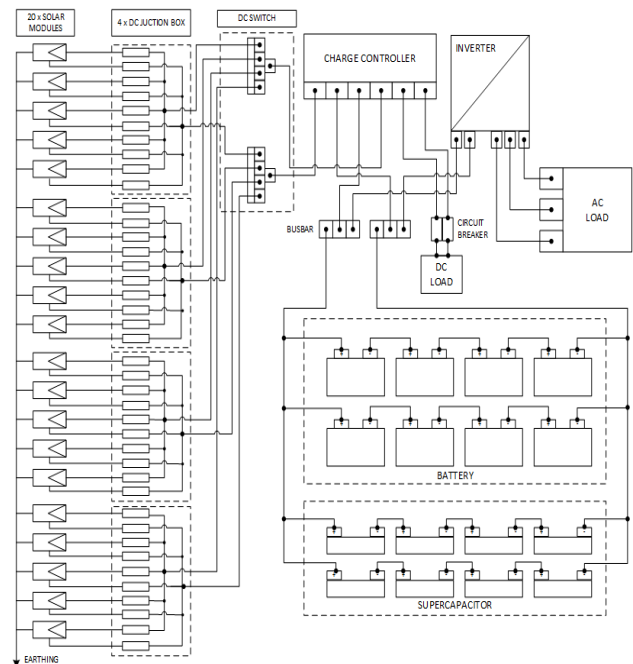 20 x SOLAR
MODULES
4 x DC JUCTION BOX
DC SWITCH
CHARGE CONTROLLER
INVERTER
AC
LOAD
BUSBAR
CIRCUIT
BREAKER
DC
LOAD
BATTERY
SUPERCAPACITOR
EARTHING